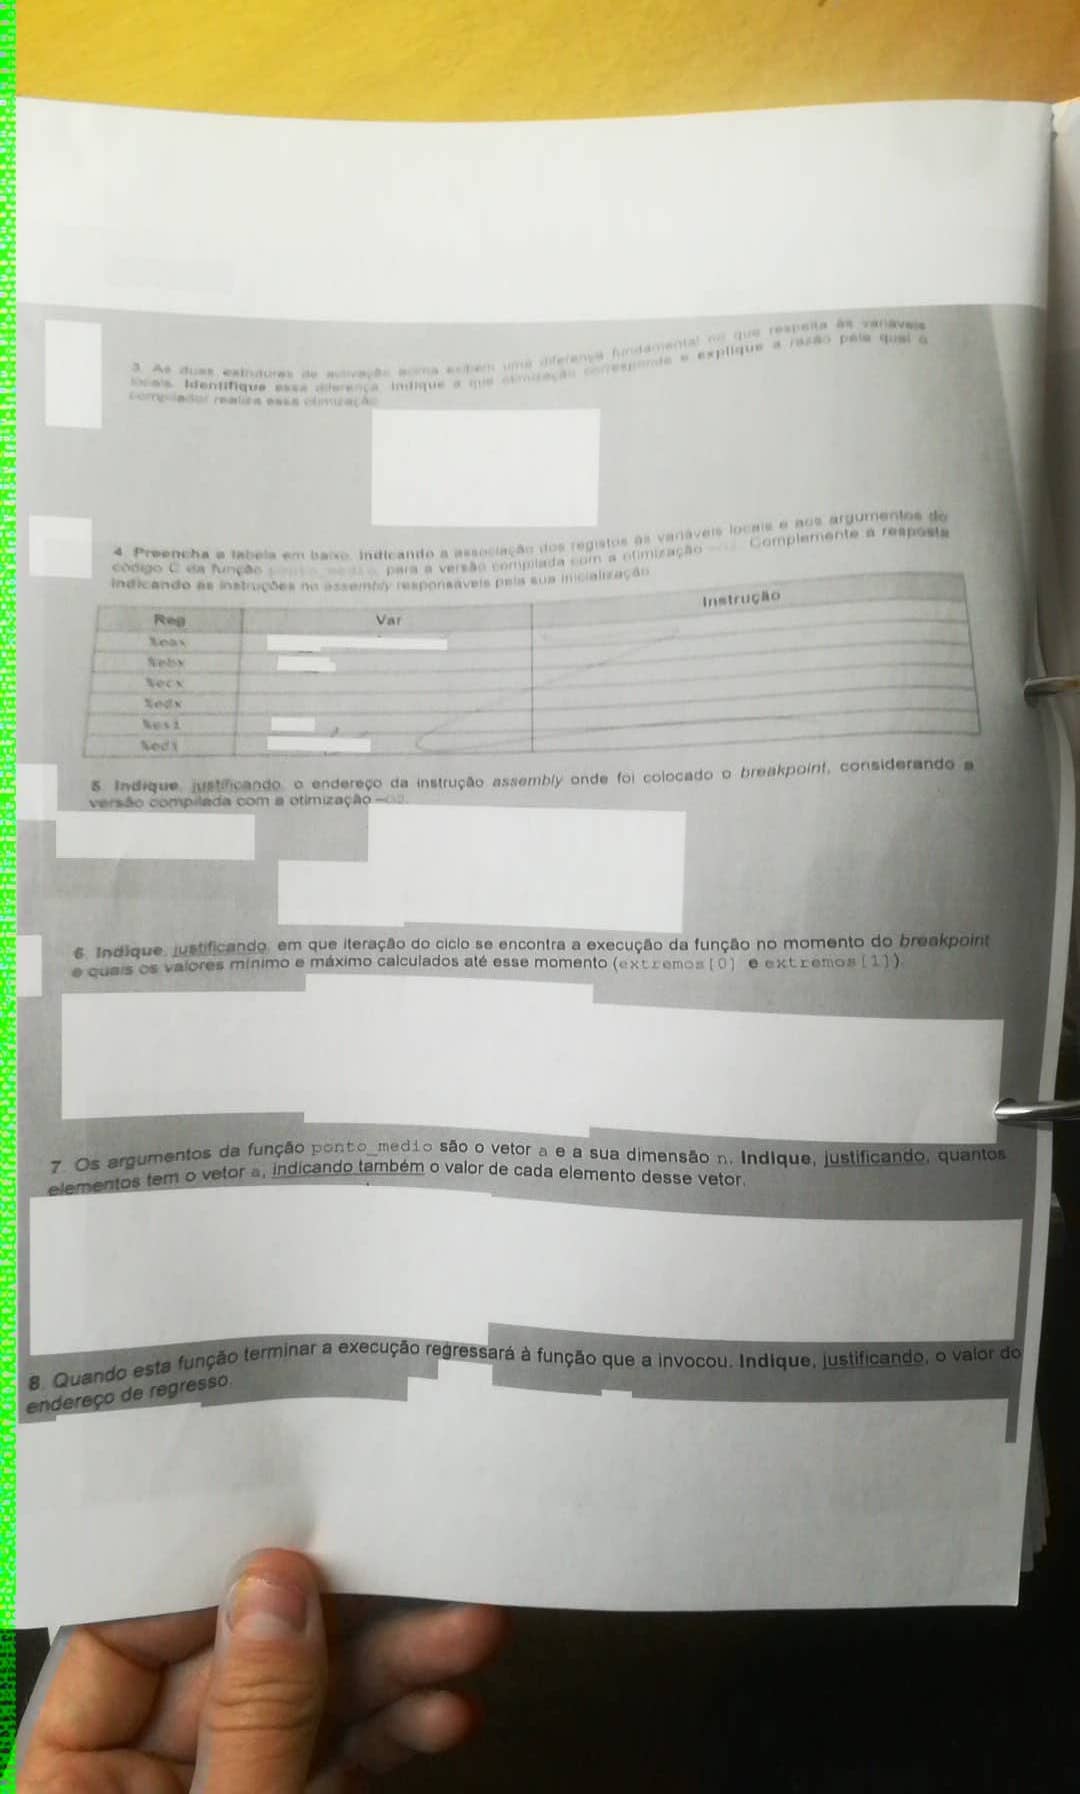 3. As duas estruturas de activação acima exibem uma diferença fundamental no que respeita às variáveis
locais. Identifique essa diferença, indique a que otimização corresponde e explique a razão pela qual o
compilador realiza essa otimização.
4. Preencha a tabela em baixo, indicando a associação dos registos às variáveis locais e aos argumentos do
código C da função ponto_medio, para a versão compilada com a otimização Complemente a resposta
indicando as instruções no assembly responsáveis pela sua inicialização.
Reg Var Instrução
%eax
%ebx
%ecx
%edx
%esi
%edi
5. Indique, justificando, o endereço da instrução assembly onde foi colocado o breakpoint, considerando a
versão compilada com a otimização –O2.
6. Indique, justificando, em que iteração do ciclo se encontra a execução da função no momento do breakpoint
e quais os valores mínimo e máximo calculados até esse momento (extremos[0] e extremos[1]).
7. Os argumentos da função ponto_medio são o vetor a e a sua dimensão n. Indique, justificando, quantos
elementos tem o vetor a, indicando também o valor de cada elemento desse vetor.
8. Quando esta função terminar a execução regressará à função que a invocou. Indique, justificando, o valor do
endereço de regresso.